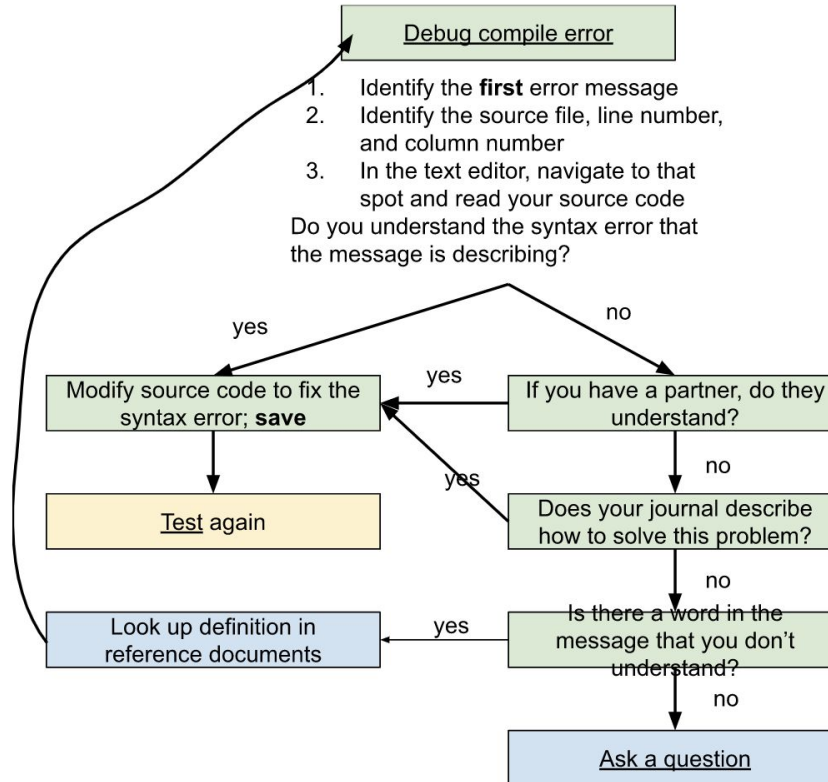 Debug compile error
1. Identify the first error message
2. Identify the source file, line number,
and column number
3. In the text editor, navigate to that
spot and read your source code
Do you understand the syntax error that
the message is describing?
yes
no
Modify source code to fix the
syntax error; save
yes
If you have a partner, do they
understand?
no
yes
Test again
Does your journal describe
how to solve this problem?
no
Look up definition in
reference documents
yes
Is there a word in the
message that you don't
understand?
no
Ask a question